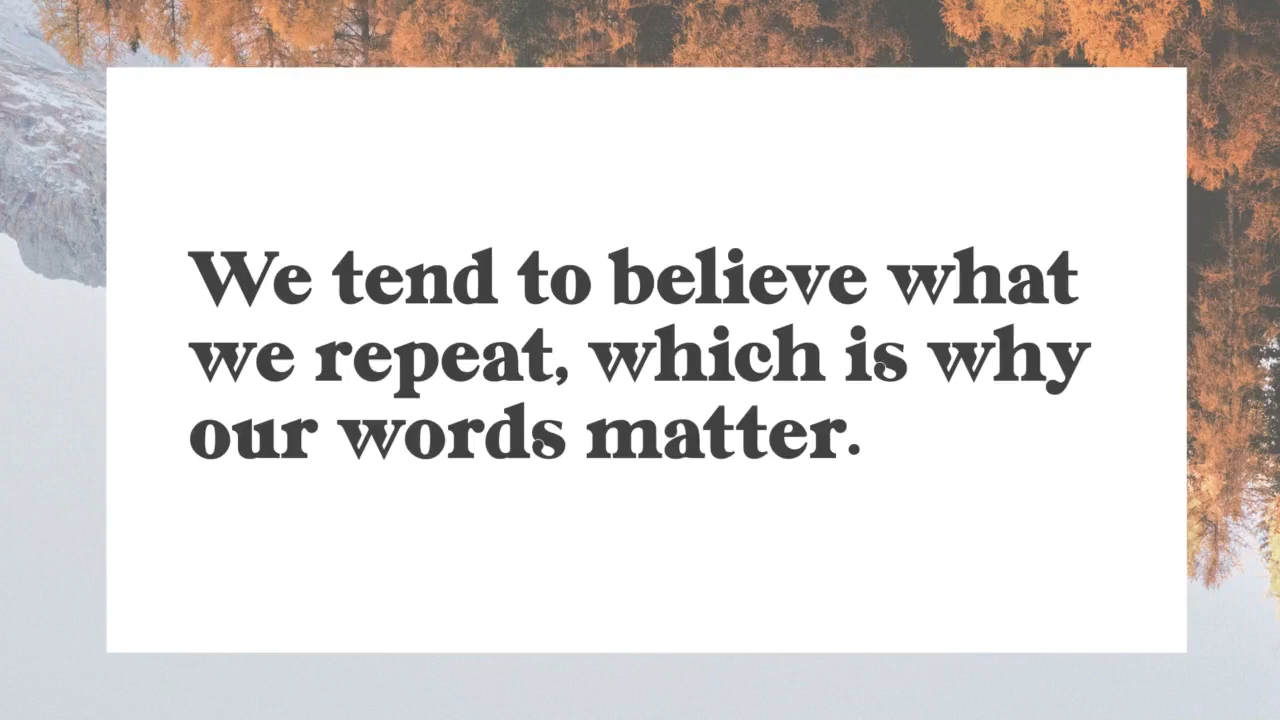 We tend to believe what
we repeat, which is why
our words matter.